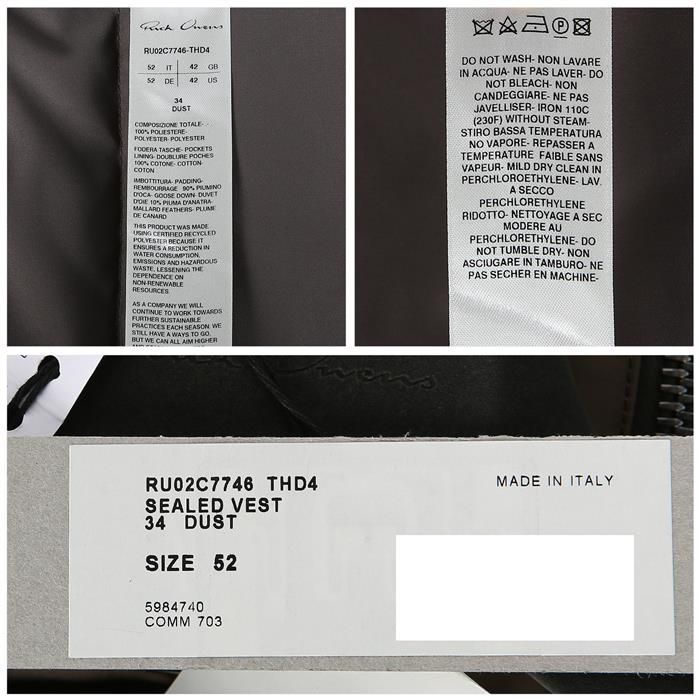 Rick Owens
RU02C7746-THD4
52 IT 42 GB
52 DE 42 US
34
DUST
COMPOSIZIONE TOTALE-
100% POLIESTERE-
POLYESTER- POLYESTER
FODERA TASCHE- POCKETS
LINING- DOUBLURE POCHES
100% COTONE- COTTON-
COTON
IMBOTTITURA- PADDING-
REMBOURRAGE 90% PIUMINO
D'OCA- GOOSE DOWN- DUVET
D'OIE 10% PIUMA D'ANATRA-
MALLARD FEATHERS- PLUME
DE CANARD
THIS PRODUCT WAS MADE
USING CERTIFIED RECYCLED
POLYESTER BECAUSE IT
ENSURES A REDUCTION IN
WATER CONSUMPTION,
EMISSIONS AND HAZARDOUS
WASTE, LESSENING THE
DEPENDENCE ON
NON-RENEWABLE
RESOURCES.
AS A COMPANY WE WILL
CONTINUE TO WORK TOWARDS
FURTHER SUSTAINABLE
PRACTICES EACH SEASON. WE
STILL HAVE A WAYS TO GO,
BUT WE CAN ALL AIM HIGHER
P
DO NOT WASH- NON LAVARE
IN ACQUA- NE PAS LAVER- DO
NOT BLEACH- NON
CANDEGGIARE- NE PAS
JAVELLISER- IRON 110C
(230F) WITHOUT STEAM-
STIRO BASSA TEMPERATURA
NO VAPORE- REPASSER A
TEMPERATURE FAIBLE SANS
VAPEUR- MILD DRY CLEAN IN
PERCHLOROETHYLENE- LAV.
A SECCO
PERCHLORETHYLENE
RIDOTTO- NETTOYAGE A SEC
MODERE AU
PERCHLORETHYLENE- DO
NOT TUMBLE DRY- NON
ASCIUGARE IN TAMBURO- NE
PAS SECHER EN MACHINE-
Owens
RU02C7746 THD4
MADE IN ITALY
SEALED VEST
34 DUST
SIZE 52
5984740
COMM 703